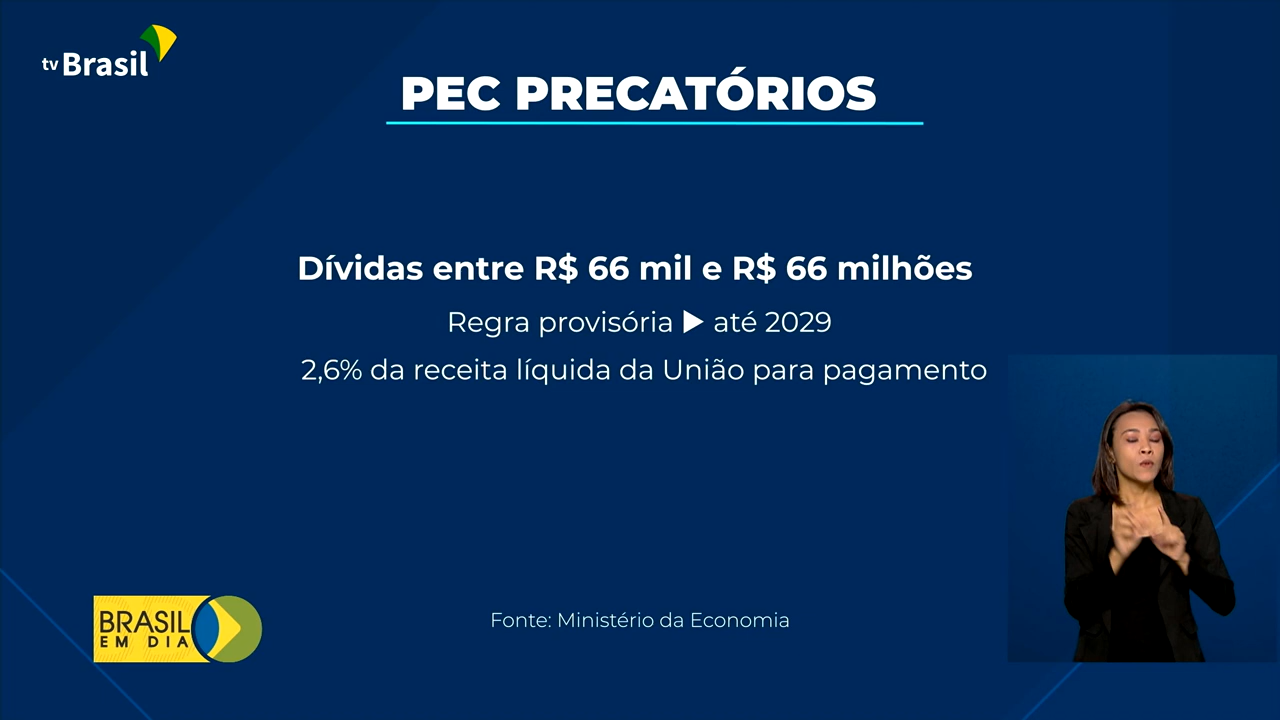 tv Brasil
PEC PRECATÓRIOS
Dívidas entre R$ 66 mil e R$ 66 milhões
Regra provisória ▶ até 2029
2,6% da receita líquida da União para pagamento
BRASIL
EM DIA
Fonte: Ministério da Economia